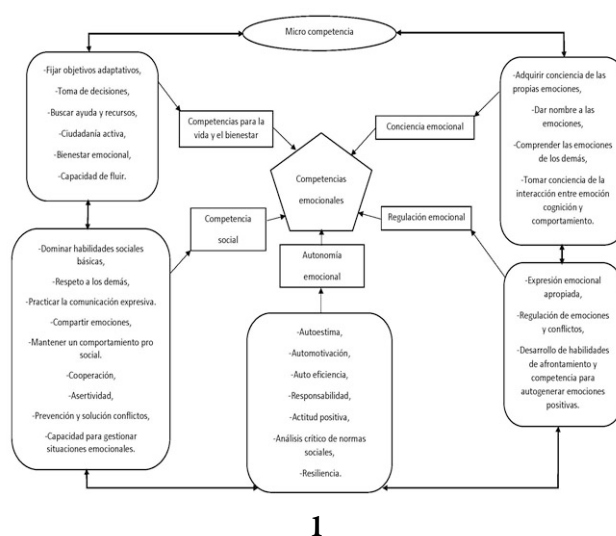 Micro competencia
-Fijar objetivos adaptativos,
-Toma de decisiones,
-Buscar ayuda y recursos,
-Ciudadanía activa,
-Bienestar emocional,
-Capacidad de fluir.
Competencias para la
vida y el bienestar
Conciencia emocional
-Adquirir conciencia de las
propias emociones,
-Dar nombre a las
emociones,
-Comprender las emociones
de los demás,
-Tomar conciencia de la
interacción entre emoción
cognición y comportamiento.
Competencias
emocionales
Competencia
social
Regulación emocional
Autonomía
emocional
-Dominar habilidades sociales
básicas,
-Respeto a los demás,
-Practicar la comunicación expresiva.
-Compartir emociones,
-Mantener un comportamiento pro
social.
-Cooperación,
-Asertividad,
-Prevención y solución conflictos,
-Capacidad para gestionar
situaciones emocionales.
-Autoestima,
-Automotivación,
-Auto eficiencia,
-Responsabilidad,
-Actitud positiva,
-Análisis crítico de normas
sociales,
-Resiliencia.
-Expresión emocional
apropiada,
-Regulación de emociones
y conflictos,
-Desarrollo de habilidades
de afrontamiento y
competencia para
autogenerar emociones
positivas.
1